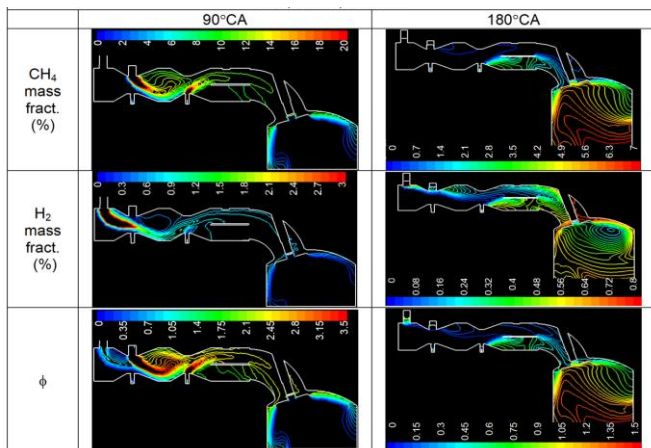 90°CA 180°CA
CH4 mass fract. (%)
0 2 4 6 8 10 12 14 16 18 20
0 0.7 1.4 2.1 2.8 3.5 4.2 4.9 5.6 6.3 7
H2 mass fract. (%)
0 0.3 0.6 0.9 1.2 1.5 1.8 2.1 2.4 2.7 3
0 0.08 0.16 0.24 0.32 0.4 0.48 0.56 0.64 0.72 0.8
ϕ
0 0.35 0.7 1.05 1.4 1.75 2.1 2.45 2.8 3.15 3.5
0 0.15 0.3 0.45 0.6 0.75 0.9 1.05 1.2 1.35 1.5